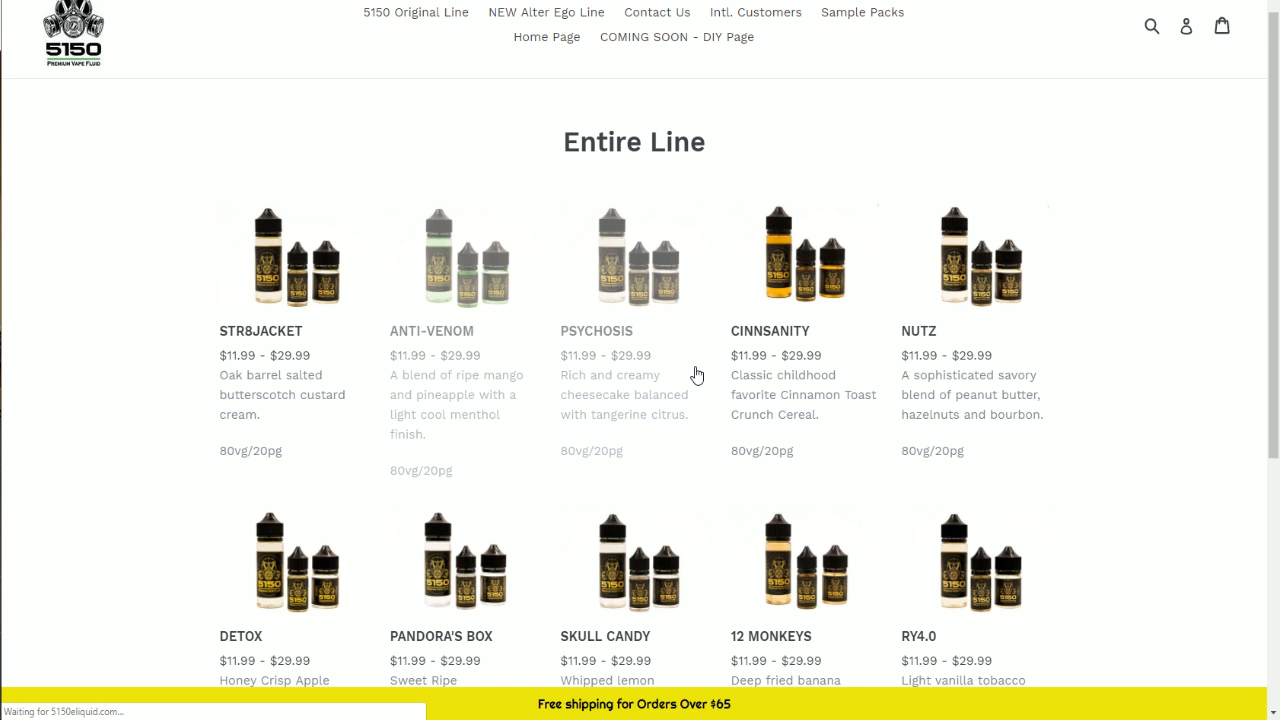 5150 Original Line NEW Alter Ego Line Contact Us Intl. Customers Sample Packs
5150
PREMIUM VAPE FLUID
Home Page COMING SOON - DIY Page
Entire Line
STR8JACKET
$11.99 - $29.99
Oak barrel salted
butterscotch custard
cream.
80vg/20pg
ANTI-VENOM
$11.99 - $29.99
A blend of ripe mango
and pineapple with a
light cool menthol
finish.
80vg/20pg
PSYCHOSIS
$11.99 - $29.99
Rich and creamy
cheesecake balanced
with tangerine citrus.
80vg/20pg
CINNSANITY
$11.99 - $29.99
Classic childhood
favorite Cinnamon Toast
Crunch Cereal.
80vg/20pg
NUTZ
$11.99 - $29.99
A sophisticated savory
blend of peanut butter,
hazelnuts and bourbon.
80vg/20pg
DETOX
$11.99 - $29.99
Honey Crisp Apple
PANDORA'S BOX
$11.99 - $29.99
Sweet Ripe
SKULL CANDY
$11.99 - $29.99
Whipped lemon
12 MONKEYS
$11.99 - $29.99
Deep fried banana
RY4.0
$11.99 - $29.99
Light vanilla tobacco
Free shipping for Orders Over $65
Waiting for 5150eliquid.com...